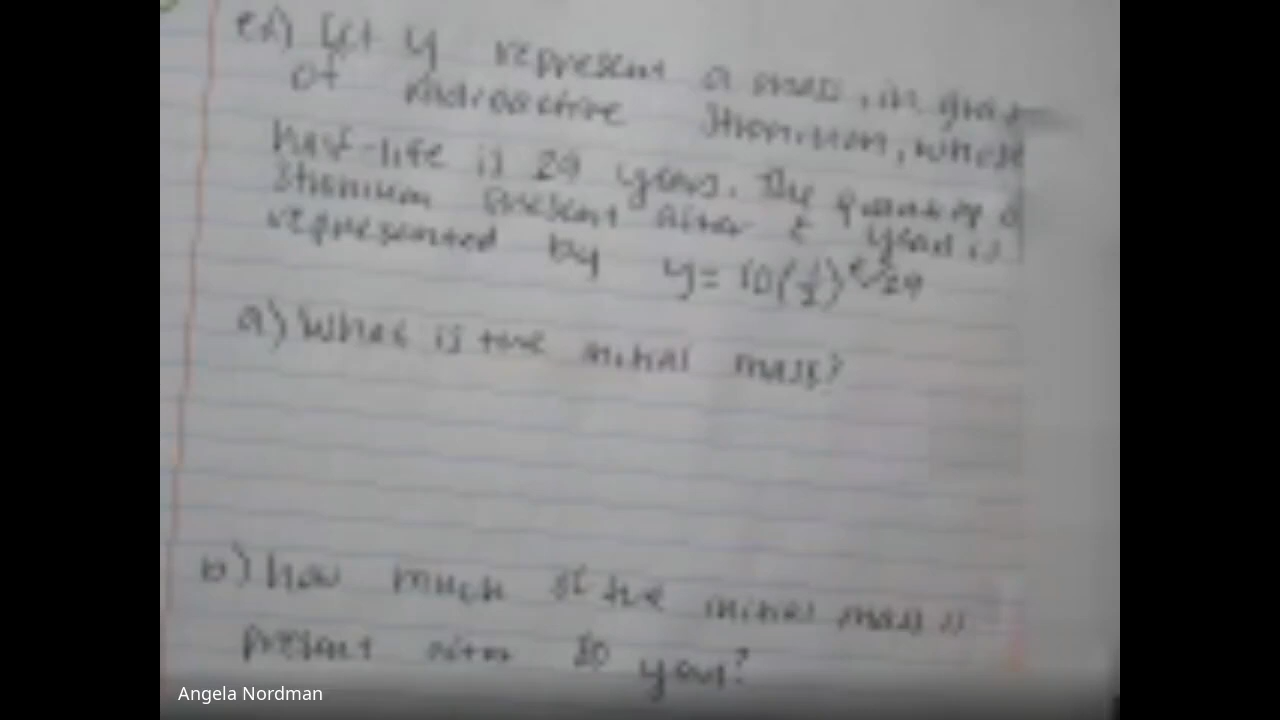 ex) Let y represent a mass, in grams
of radioactive Strontium, whose
half-life is 29 years. The quantity of
Strontium present after t years is
represented by y = 10(1/2)^t/29
a) What is the initial mass?
b) how much of the initial mass is
present after 80 years?
Angela Nordman